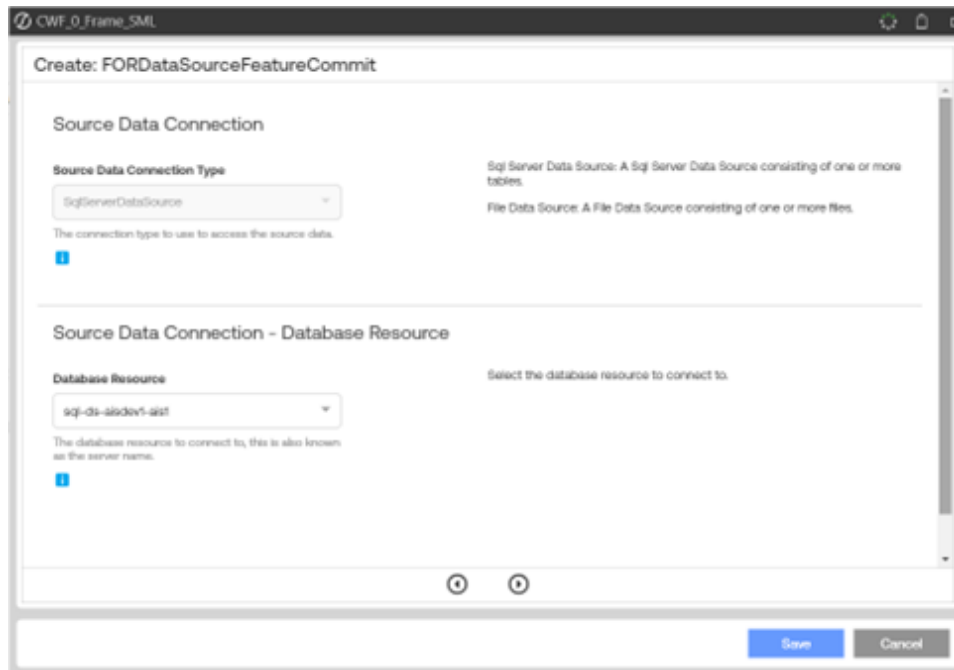 CWF_0_Frame_SML
Create: FORDataSourceFeatureCommit
Source Data Connection
Source Data Connection Type
SqlServerDataSource
The connection type to use to access the source data.
i
Sql Server Data Source: A Sql Server Data Source consisting of one or more
tables.
File Data Source: A File Data Source consisting of one or more files.
Source Data Connection - Database Resource
Database Resource
sql-ds-aisdev1-ais1
The database resource to connect to, this is also known
as the server name.
i
Select the database resource to connect to.
Save
Cancel